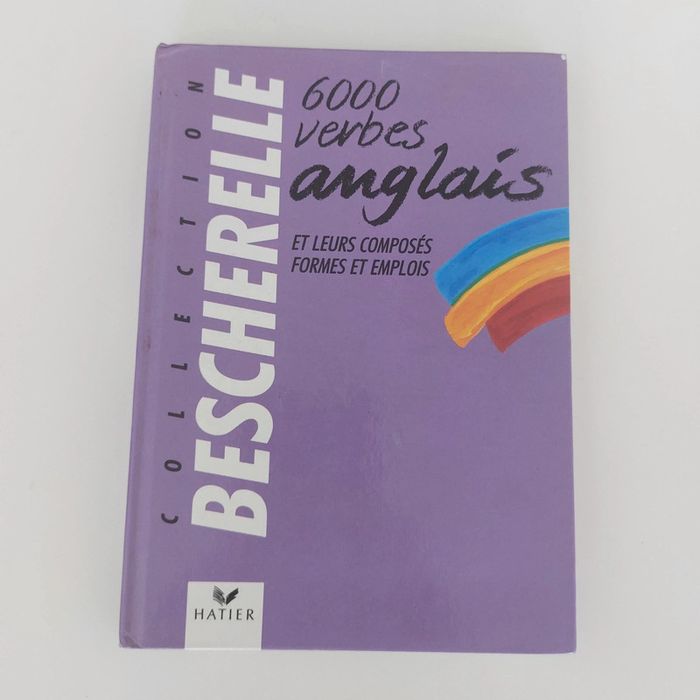 COLLECTION
BESCHERELLE
6000
verbes
anglais
ET LEURS COMPOSÉS
FORMES ET EMPLOIS
HATIER